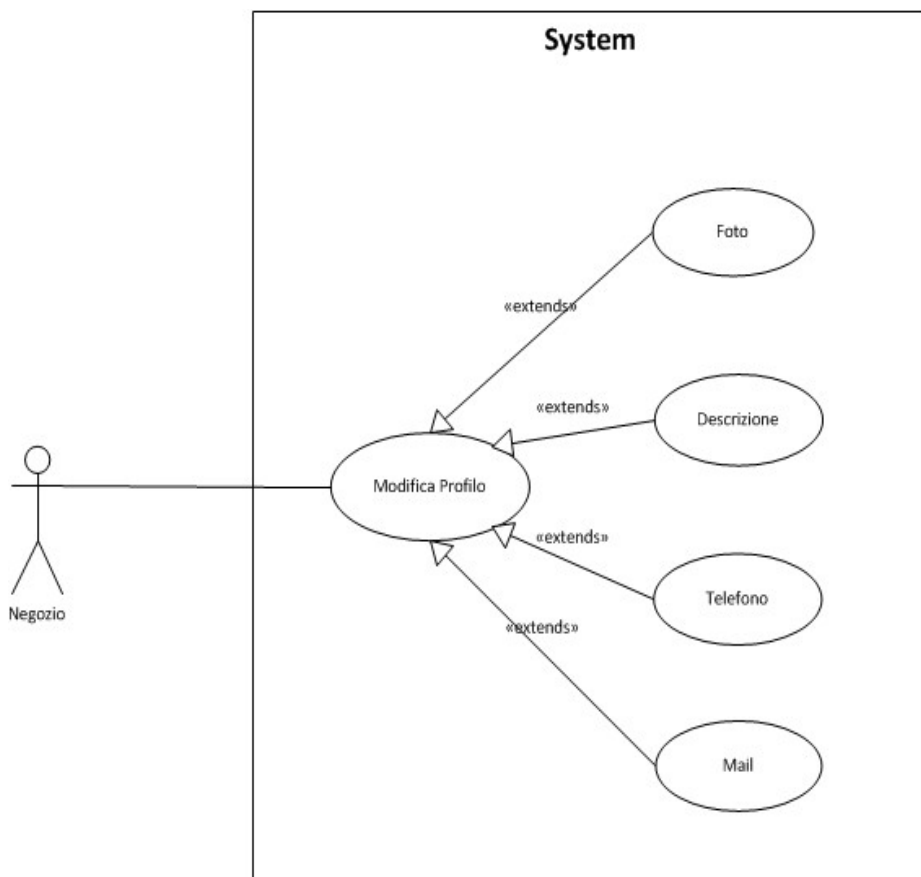 System
Foto
«extends»
«extends»
Descrizione
Modifica Profilo
«extends»
Telefono
Negozio
«extends»
Mail